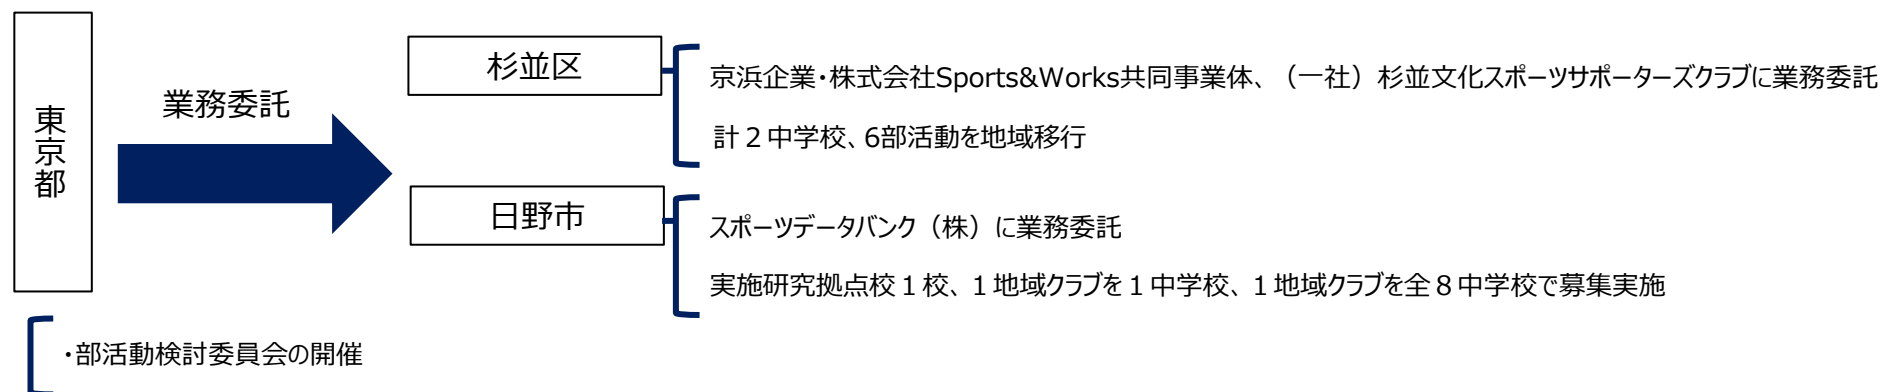 東京都
業務委託
杉並区
京浜企業・株式会社Sports&Works共同事業体、（一社）杉並文化スポーツサポーターズクラブに業務委託
計２中学校、6部活動を地域移行
日野市
スポーツデータバンク（株）に業務委託
実施研究拠点校１校、１地域クラブを１中学校、１地域クラブを全８中学校で募集実施
・部活動検討委員会の開催